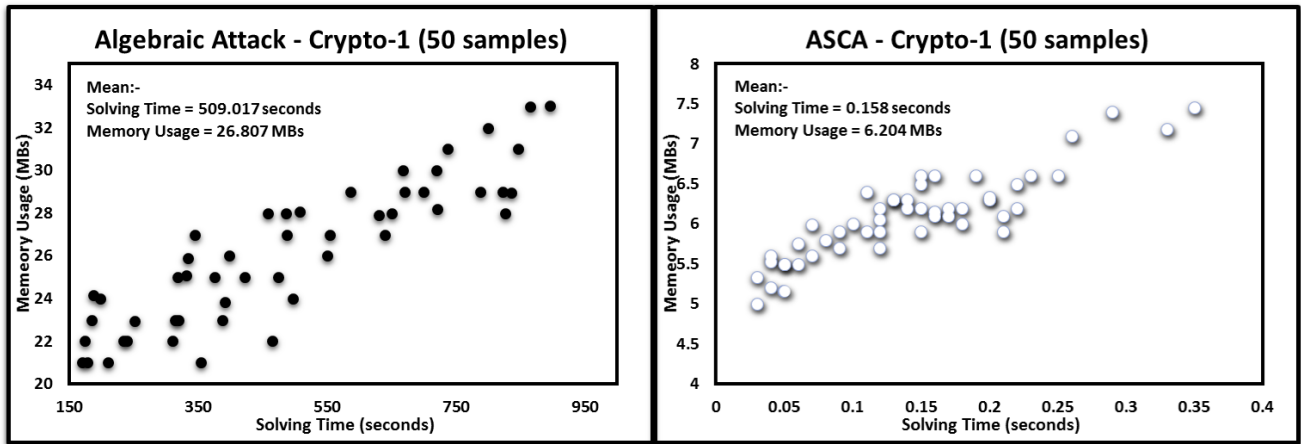 Algebraic Attack - Crypto-1 (50 samples)
Mean:-
Solving Time = 509.017 seconds
Memory Usage = 26.807 MBs
Memeory Usage (MBs)
34
32
30
28
26
24
22
20
150
350
550
750
950
Solving Time (seconds)
ASCA - Crypto-1 (50 samples)
Mean:-
Solving Time = 0.158 seconds
Memory Usage = 6.204 MBs
Memeory Usage (MBs)
8
7.5
7
6.5
6
5.5
5
4.5
4
0
0.05
0.1
0.15
0.2
0.25
0.3
0.35
0.4
Solving Time (seconds)